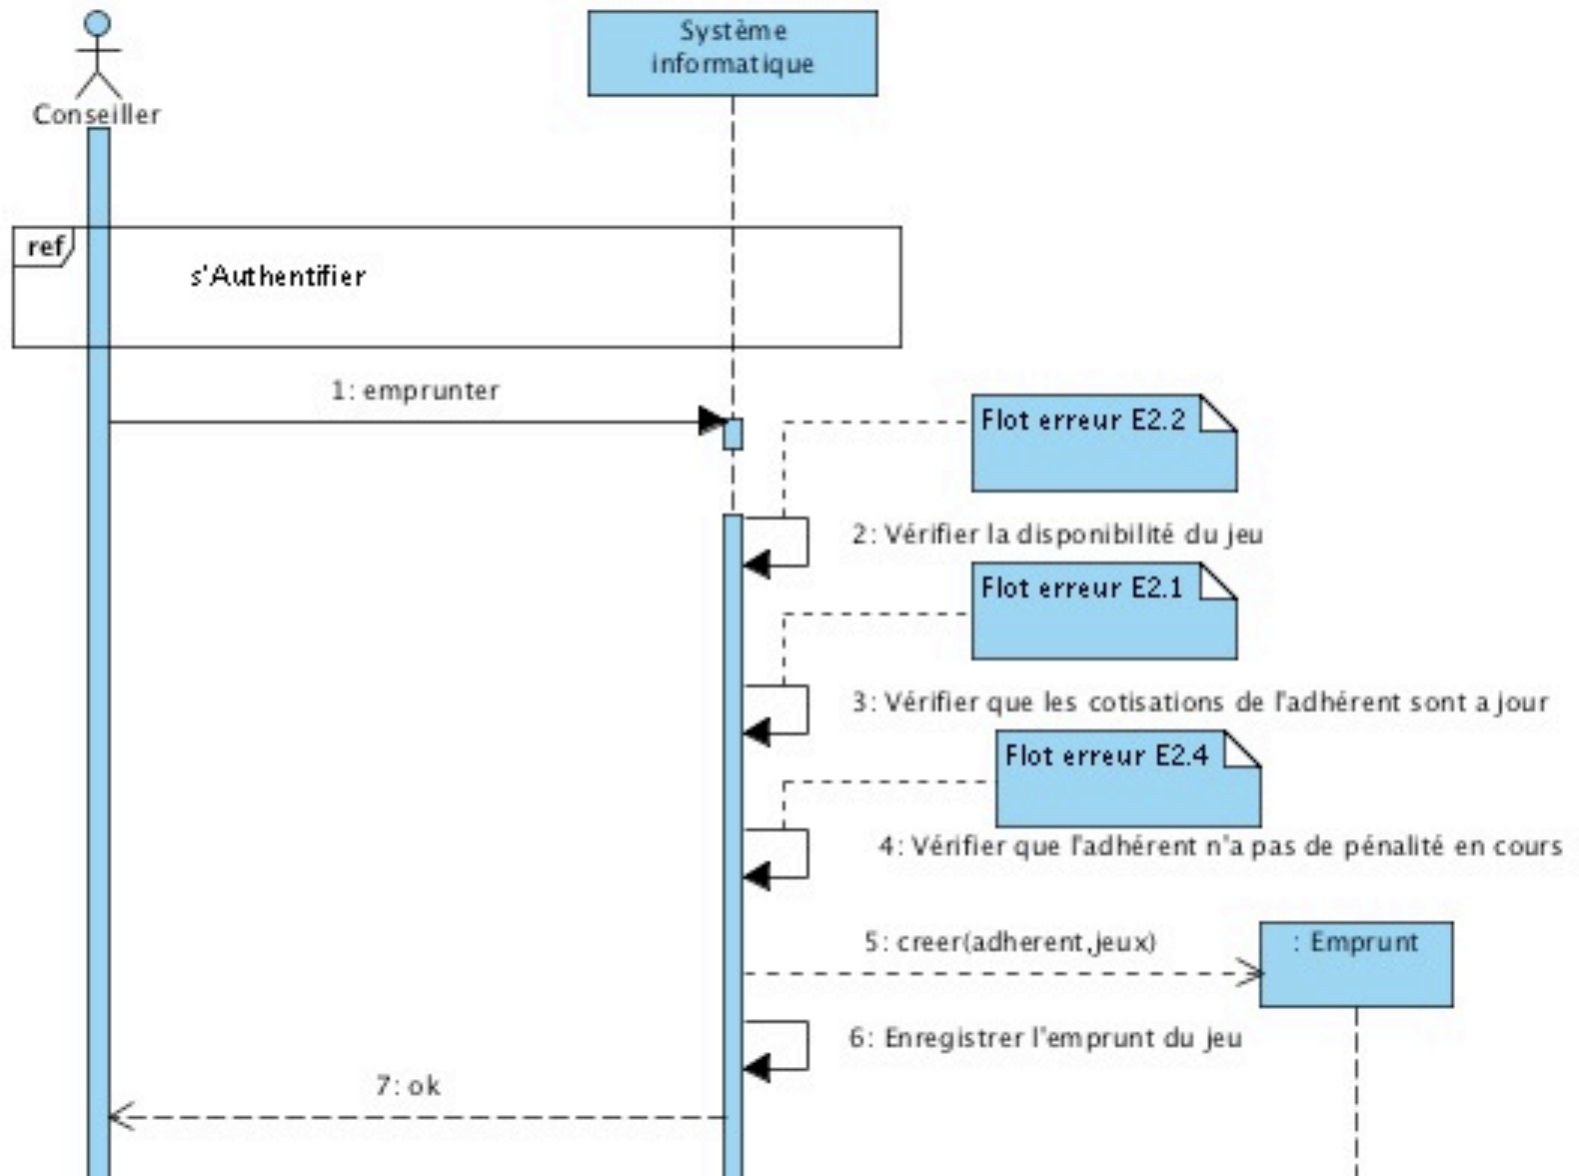 Système
informatique
Conseiller
ref
s'Authentifier
1: emprunter
Flot erreur E2.2
2: Vérifier la disponibilité du jeu
Flot erreur E2.1
3: Vérifier que les cotisations de l'adhérent sont a jour
Flot erreur E2.4
4: Vérifier que l'adhérent n'a pas de pénalité en cours
5: creer(adherent,jeux)
: Emprunt
6: Enregistrer l'emprunt du jeu
7: ok